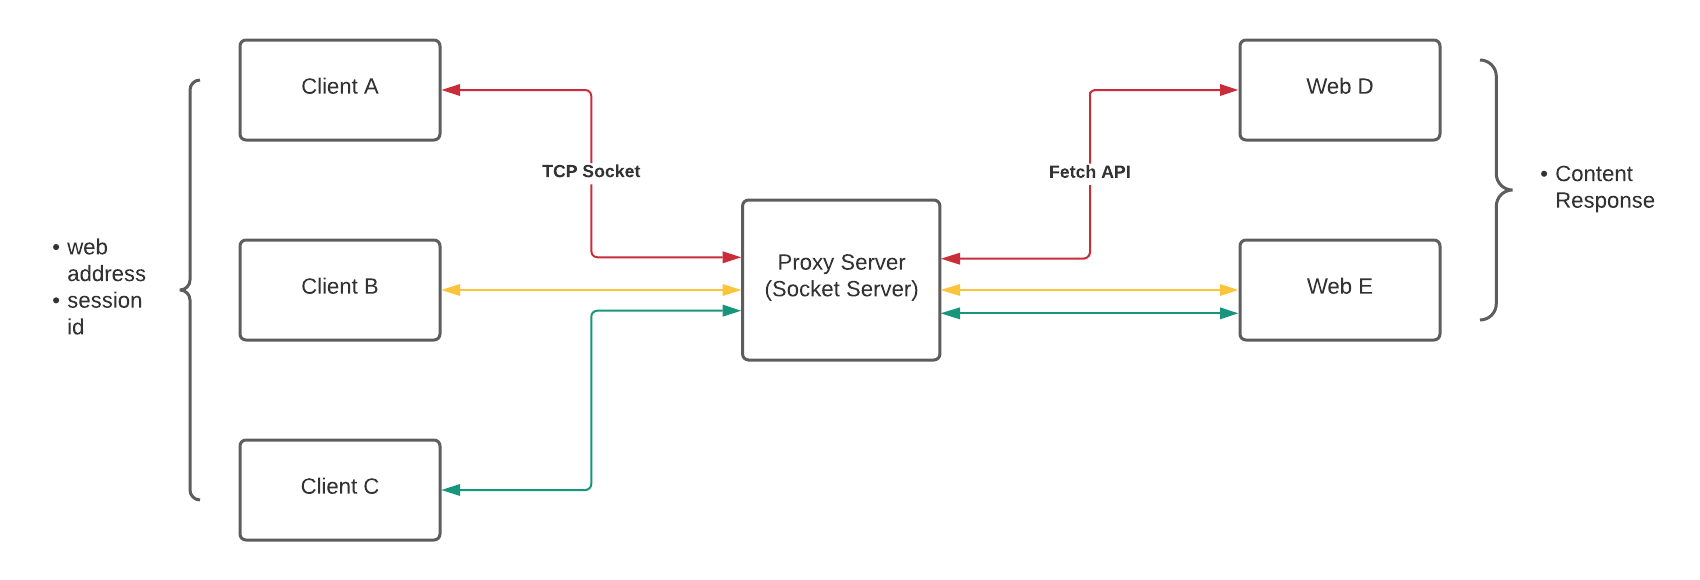 • web
address
• session
id
Client A
Client B
Client C
TCP Socket
Proxy Server
(Socket Server)
Fetch API
Web D
Web E
• Content
Response